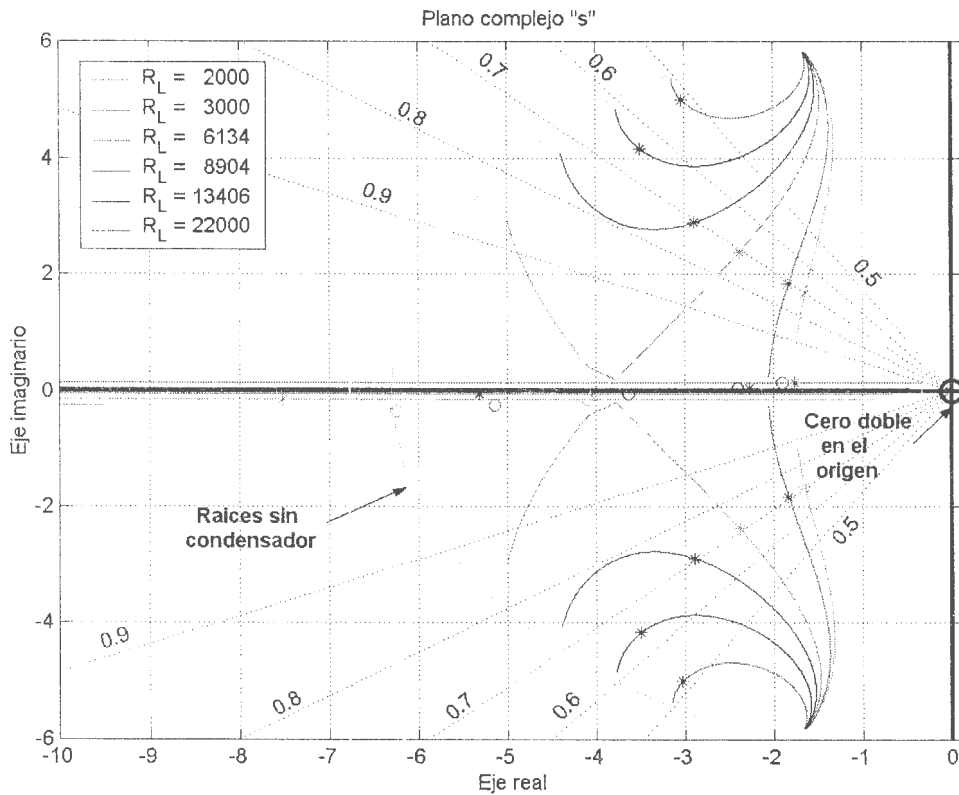 Plano complejo "s"
6
4
2
0
-2
-4
-6
Eje imaginario
R_L = 2000
R_L = 3000
R_L = 6134
R_L = 8904
R_L = 13406
R_L = 22000
0.6
0.7
0.8
0.9
0.5
Cero doble
en el
origen
Raices sin
condensador
0.5
0.9
0.8
0.7
0.6
-10 -9 -8 -7 -6 -5 -4 -3 -2 -1 0
Eje real